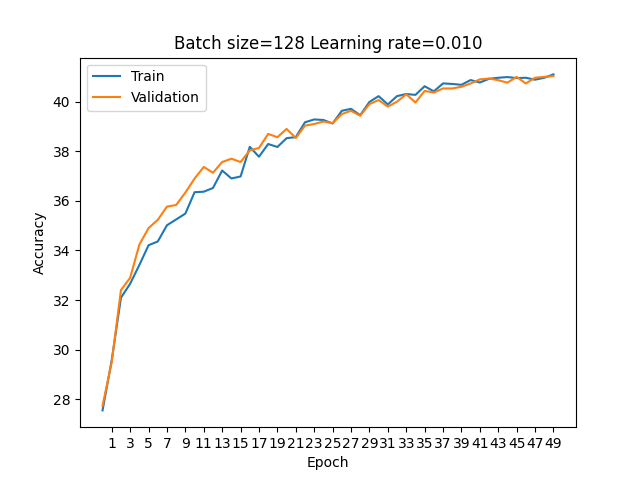 Batch size=128 Learning rate=0.010
Train
Validation
40
38
36
34
32
30
28
Accuracy
1 3 5 7 9 11 13 15 17 19 21 23 25 27 29 31 33 35 37 39 41 43 45 47 49
Epoch